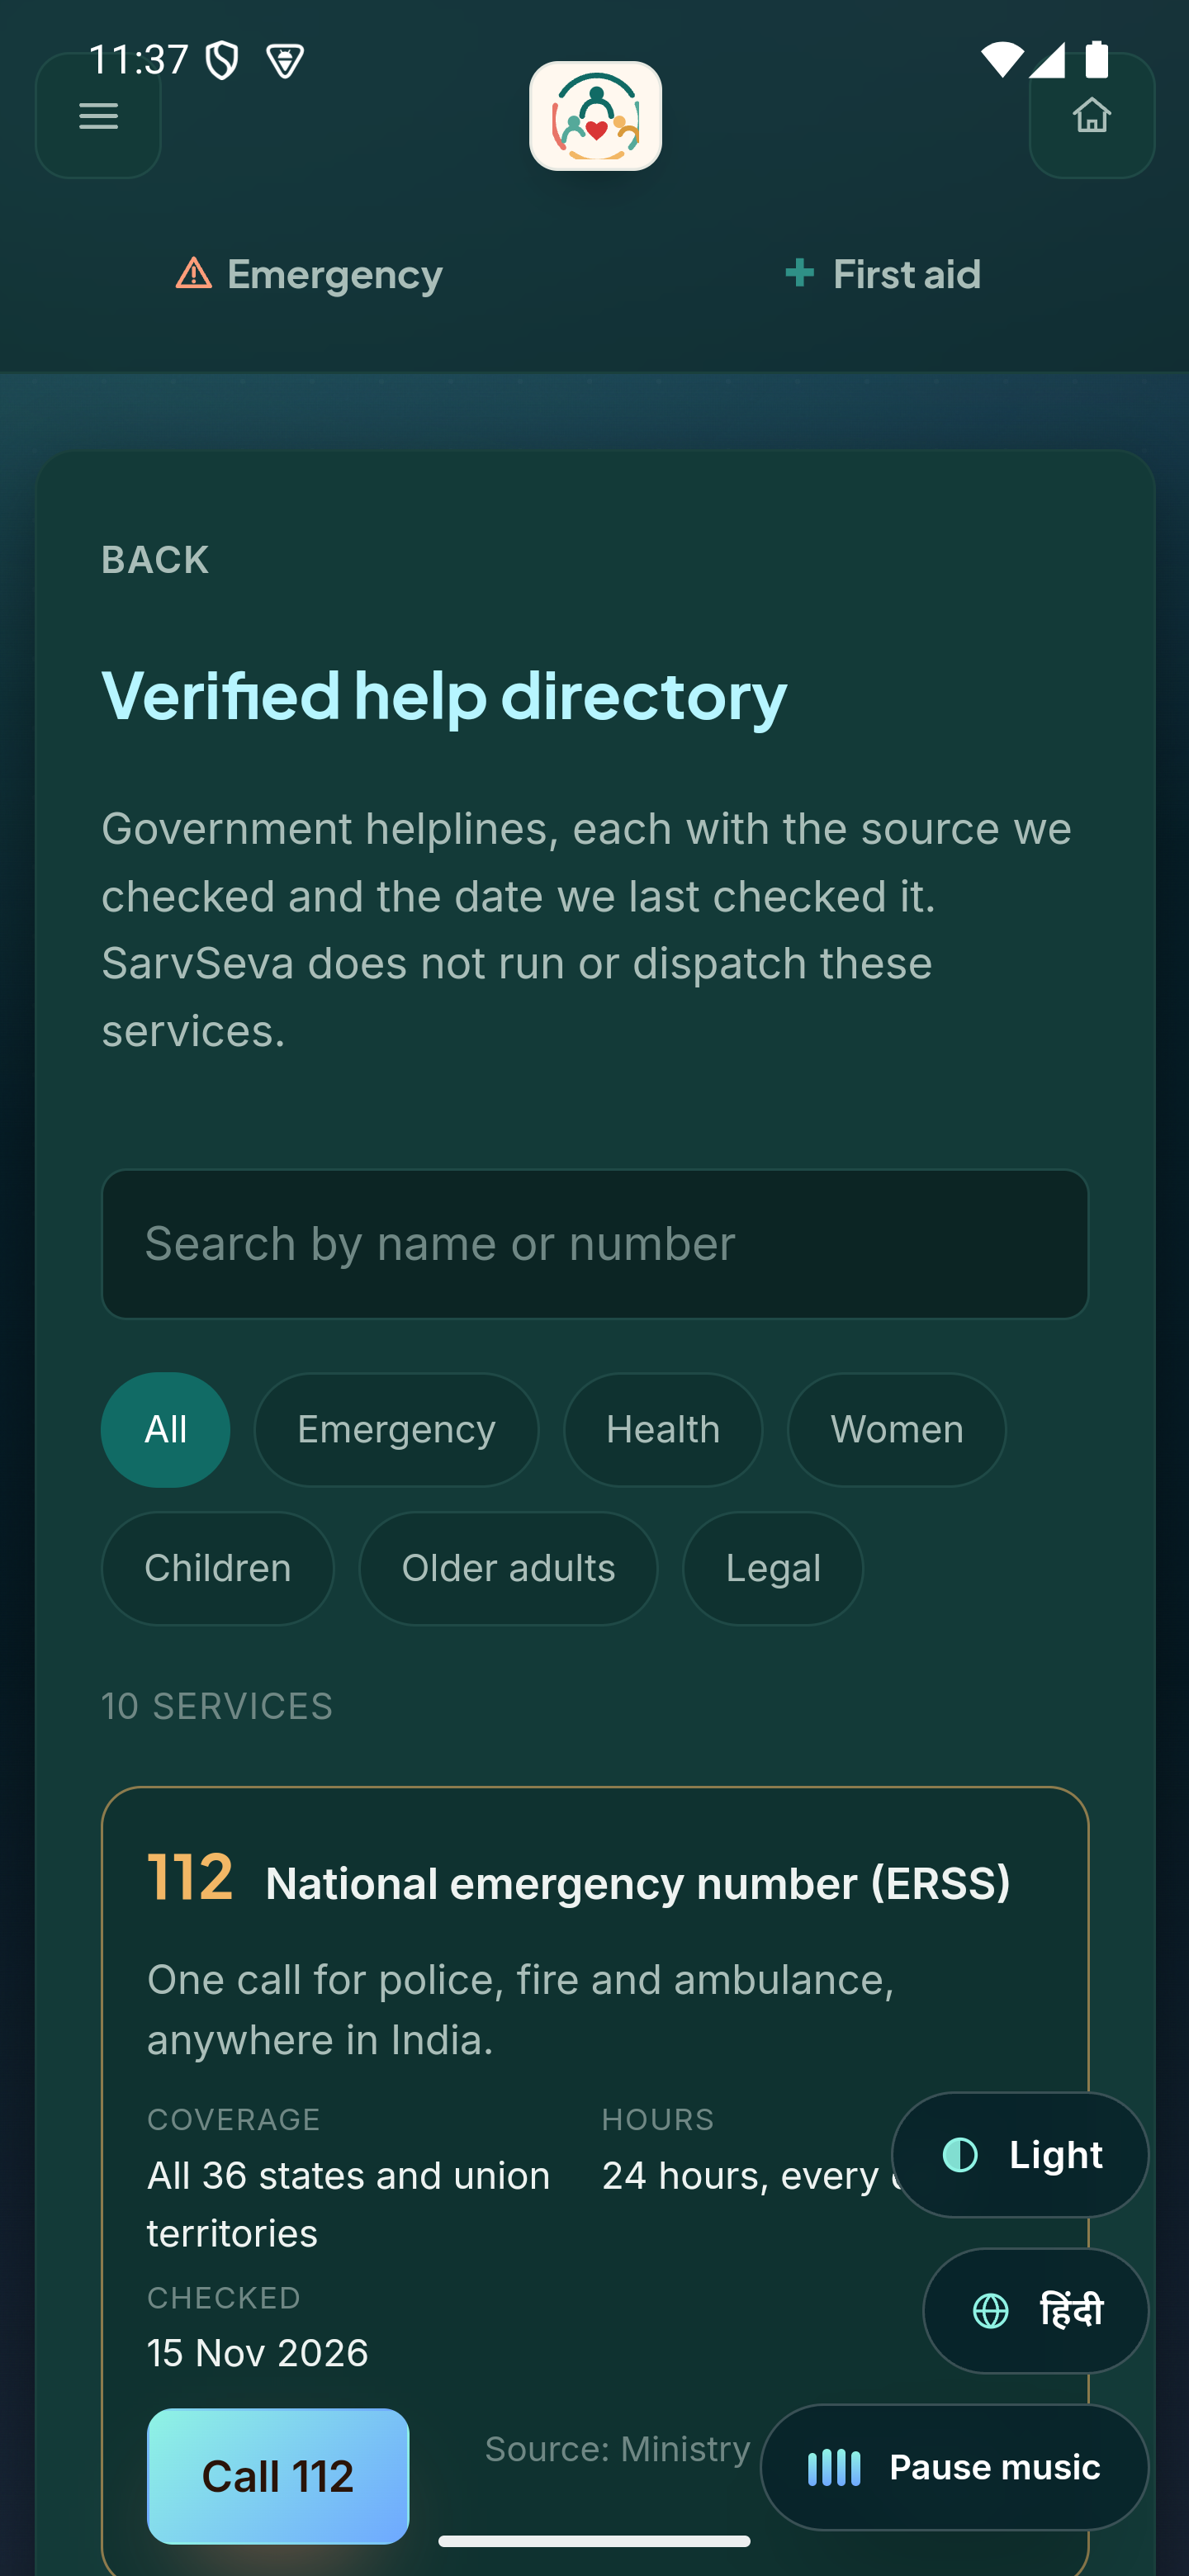 11:37
Emergency
First aid
BACK
Verified help directory
Government helplines, each with the source we
checked and the date we last checked it.
SarvSeva does not run or dispatch these
services.
Search by name or number
All
Emergency
Health
Women
Children
Older adults
Legal
10 SERVICES
112 National emergency number (ERSS)
One call for police, fire and ambulance,
anywhere in India.
COVERAGE
All 36 states and union
territories
HOURS
24 hours, every
Light
CHECKED
15 Nov 2026
हिंदी
Call 112
Source: Ministry
Pause music